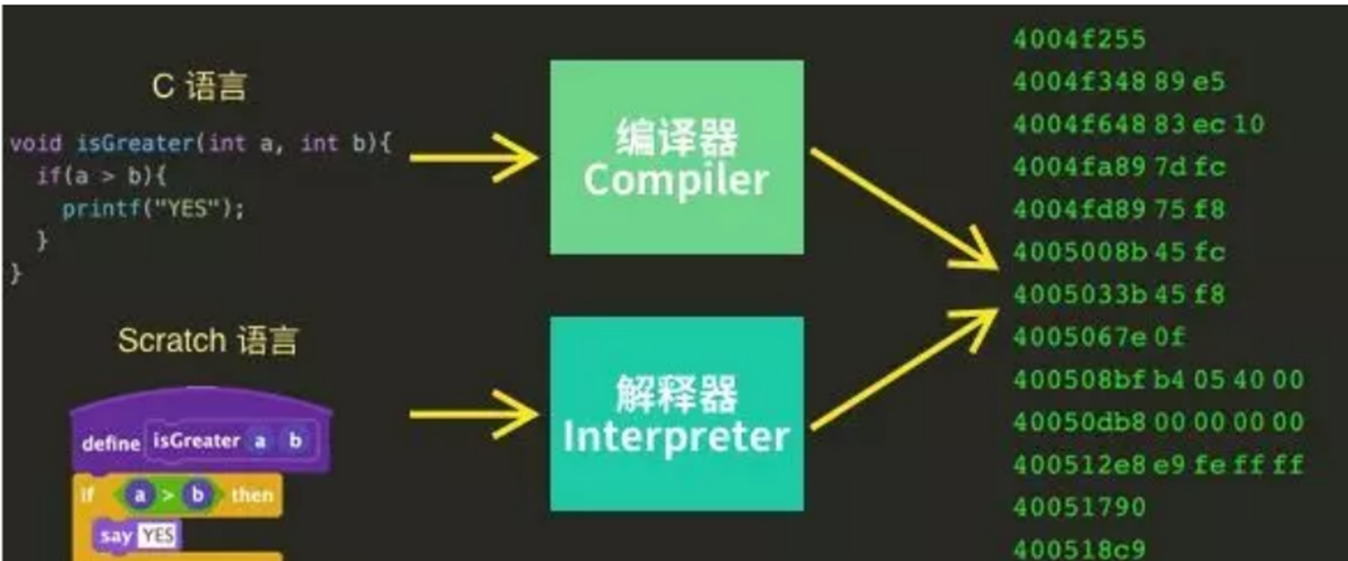 C 语言
void isGreater(int a, int b){
if(a > b){
printf("YES");
}
}
编译器
Compiler
Scratch 语言
define isGreater a b
if a > b then
say YES
解释器
Interpreter
4004f255
4004f348 89 e5
4004f648 83 ec 10
4004fa89 7d fc
4004fd89 75 f8
4005008b 45 fc
4005033b 45 f8
4005067e 0f
400508bf b4 05 40 00
40050db8 00 00 00 00
400512e8 e9 fe ff ff
40051790
400518c9